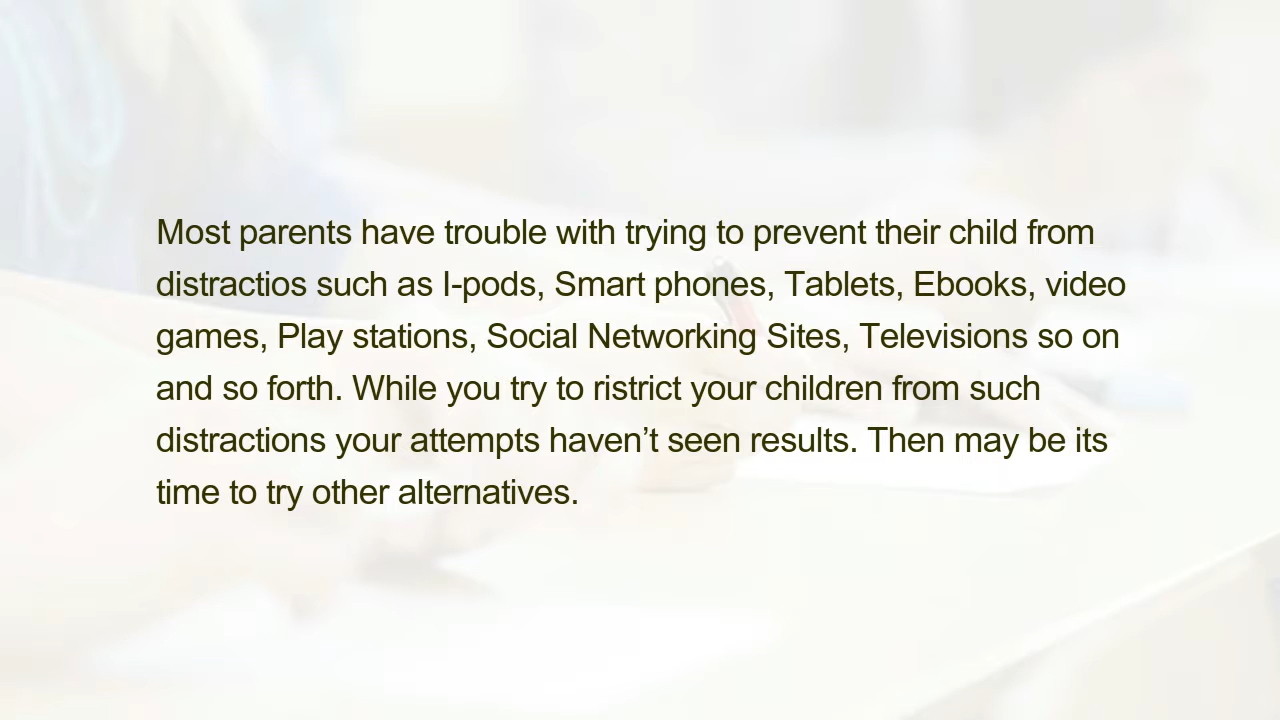 Most parents have trouble with trying to prevent their child from
distractios such as I-pods, Smart phones, Tablets, Ebooks, video
games, Play stations, Social Networking Sites, Televisions so on
and so forth. While you try to ristrict your children from such
distractions your attempts haven’t seen results. Then may be its
time to try other alternatives.